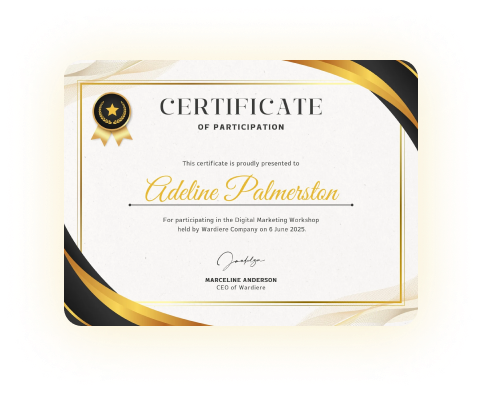 CERTIFICATE
OF PARTICIPATION
This certificate is proudly presented to
Adeline Palmerston
For participating in the Digital Marketing Workshop
held by Wardiere Company on 6 June 2025.
MARCELINE ANDERSON
CEO of Wardiere